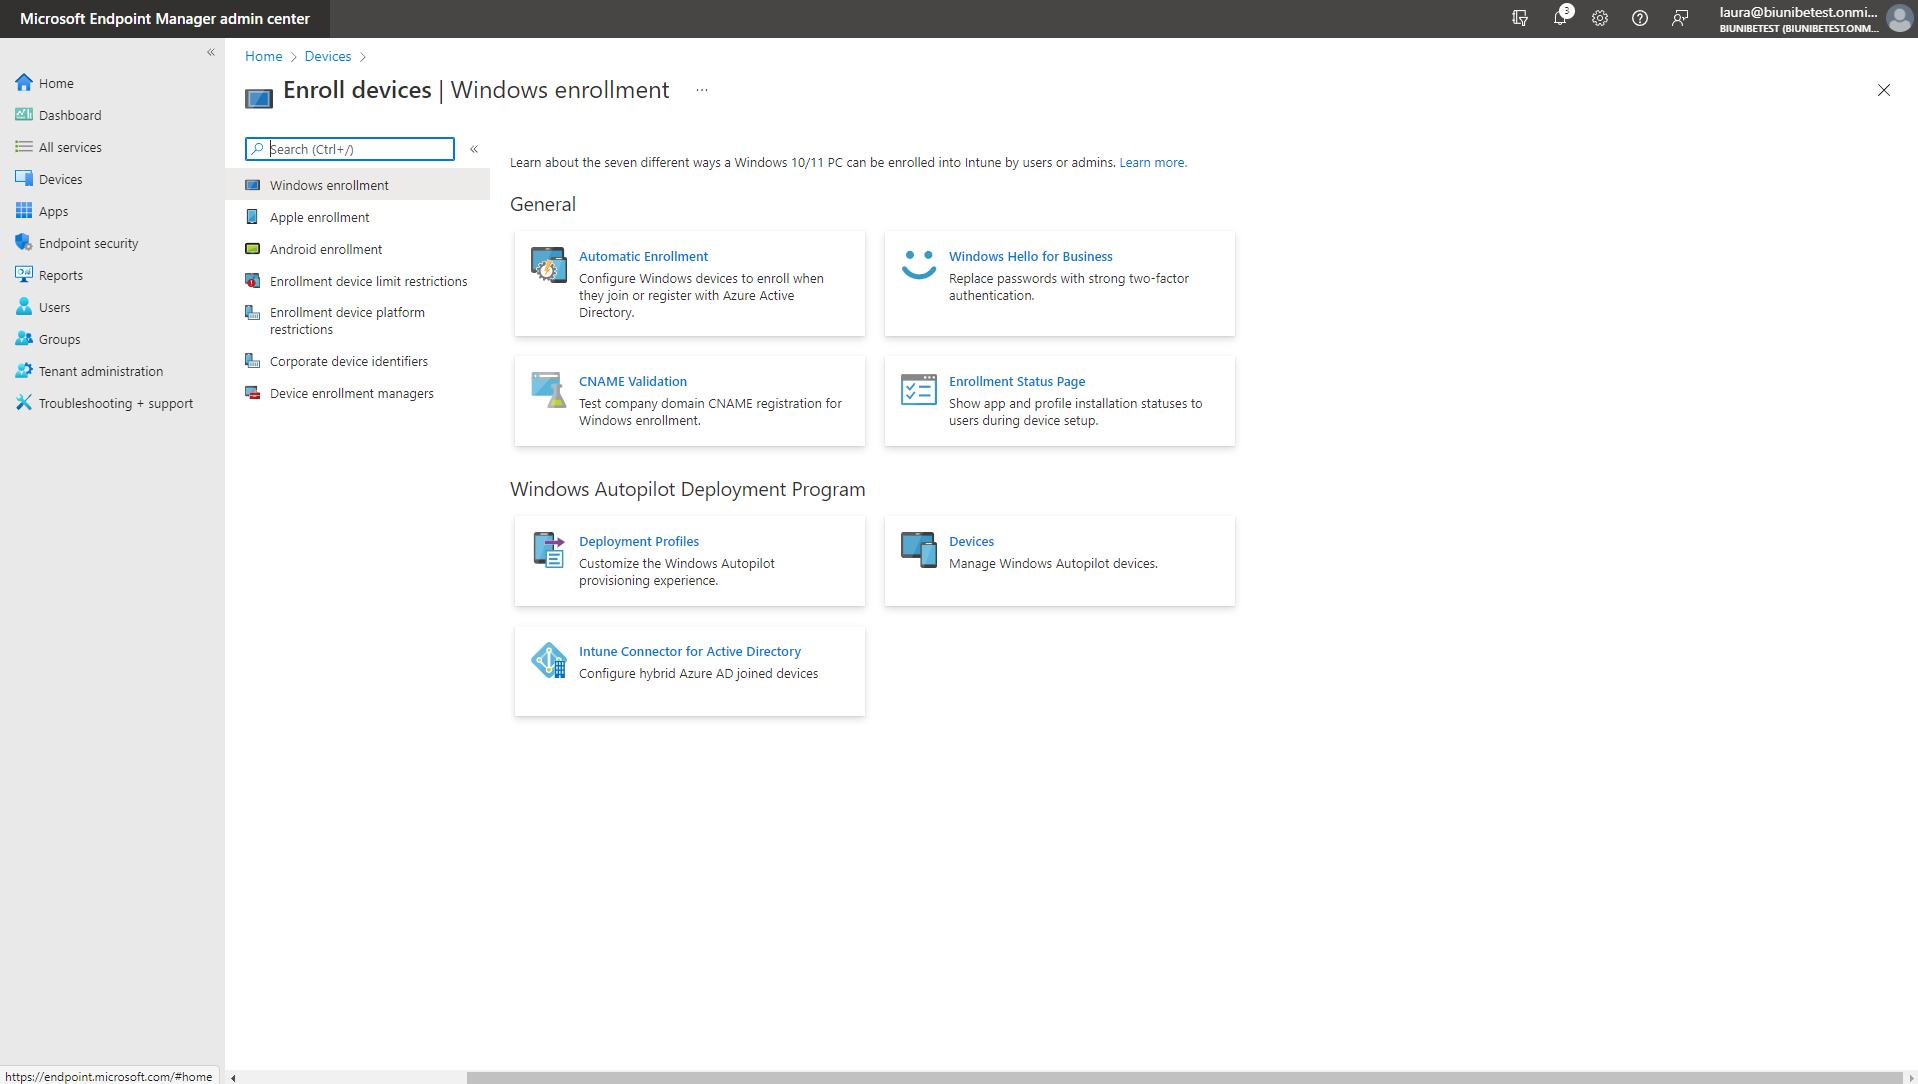 Microsoft Endpoint Manager admin center
3
laura@biunibetest.onmi...
BIUNIBETEST (BIUNIBETEST.ONM...
«
Home
Dashboard
All services
Devices
Apps
Endpoint security
Reports
Users
Groups
Tenant administration
Troubleshooting + support
Home > Devices >
Enroll devices | Windows enrollment ...
Search (Ctrl+/)
«
Windows enrollment
Apple enrollment
Android enrollment
Enrollment device limit restrictions
Enrollment device platform
restrictions
Corporate device identifiers
Device enrollment managers
Learn about the seven different ways a Windows 10/11 PC can be enrolled into Intune by users or admins. Learn more.
General
Automatic Enrollment
Configure Windows devices to enroll when
they join or register with Azure Active
Directory.
Windows Hello for Business
Replace passwords with strong two-factor
authentication.
CNAME Validation
Test company domain CNAME registration for
Windows enrollment.
Enrollment Status Page
Show app and profile installation statuses to
users during device setup.
Windows Autopilot Deployment Program
Deployment Profiles
Customize the Windows Autopilot
provisioning experience.
Devices
Manage Windows Autopilot devices.
Intune Connector for Active Directory
Configure hybrid Azure AD joined devices
https://endpoint.microsoft.com/#home